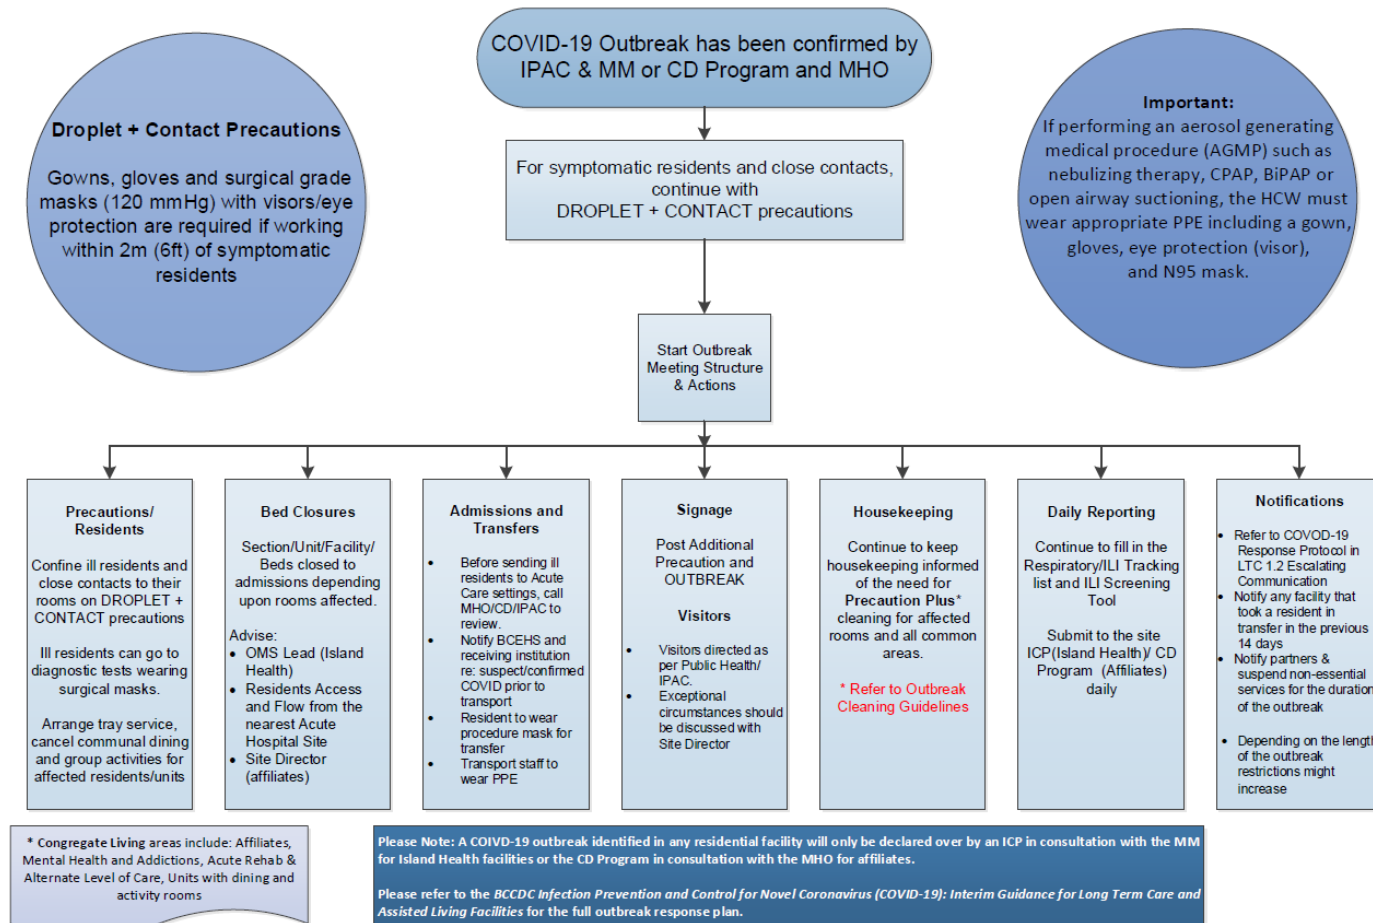 COVID-19 Outbreak has been confirmed by
IPAC & MM or CD Program and MHO
Droplet + Contact Precautions
Gowns, gloves and surgical grade
masks (120 mmHg) with visors/eye
protection are required if working
within 2m (6ft) of symptomatic
residents
Important:
If performing an aerosol generating
medical procedure (AGMP) such as
nebulizing therapy, CPAP, BiPAP or
open airway suctioning, the HCW must
wear appropriate PPE including a gown,
gloves, eye protection (visor),
and N95 mask.
For symptomatic residents and close contacts,
continue with
DROPLET + CONTACT precautions
Start Outbreak
Meeting Structure
& Actions
Precautions/
Residents
Confine ill residents and
close contacts to their
rooms on DROPLET +
CONTACT precautions
Ill residents can go to
diagnostic tests wearing
surgical masks.
Arrange tray service,
cancel communal dining
and group activities for
affected residents/units
Bed Closures
Section/Unit/Facility/
Beds closed to
admissions depending
upon rooms affected.
Advise:
• OMS Lead (Island
Health)
• Residents Access
and Flow from the
nearest Acute
Hospital Site
• Site Director
(affiliates)
Admissions and
Transfers
• Before sending ill
residents to Acute
Care settings, call
MHO/CD/IPAC to
review.
• Notify BCEHS and
receiving institution
re: suspect/confirmed
COVID prior to
transport
• Resident to wear
procedure mask for
transfer
• Transport staff to
wear PPE
Signage
Post Additional
Precaution and
OUTBREAK
Visitors
• Visitors directed as
per Public Health/
IPAC.
• Exceptional
circumstances should
be discussed with
Site Director
Housekeeping
Continue to keep
housekeeping informed
of the need for
Precaution Plus*
cleaning for affected
rooms and all common
areas.
* Refer to Outbreak
Cleaning Guidelines
Daily Reporting
Continue to fill in the
Respiratory/ILI Tracking
list and ILI Screening
Tool
Submit to the site
ICP(Island Health)/ CD
Program (Affiliates)
daily
Notifications
• Refer to COVOD-19
Response Protocol in
LTC 1.2 Escalating
Communication
• Notify any facility that
took a resident in
transfer in the previous
14 days
• Notify partners &
suspend non-essential
services for the duration
of the outbreak
• Depending on the length
of the outbreak
restrictions might
increase
* Congregate Living areas include: Affiliates,
Mental Health and Addictions, Acute Rehab &
Alternate Level of Care, Units with dining and
activity rooms
Please Note: A COIVD-19 outbreak identified in any residential facility will only be declared over by an ICP in consultation with the MM
for Island Health facilities or the CD Program in consultation with the MHO for affiliates.
Please refer to the BCCDC Infection Prevention and Control for Novel Coronavirus (COVID-19): Interim Guidance for Long Term Care and
Assisted Living Facilities for the full outbreak response plan.